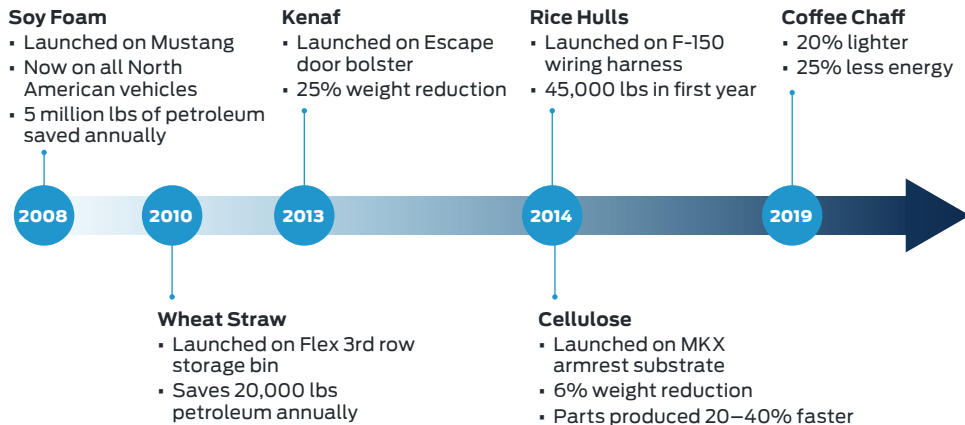 Soy Foam
▪ Launched on Mustang
▪ Now on all North
American vehicles
▪ 5 million lbs of petroleum
saved annually
Kenaf
▪ Launched on Escape
door bolster
▪ 25% weight reduction
Rice Hulls
▪ Launched on F-150
wiring harness
▪ 45,000 lbs in first year
Coffee Chaff
▪ 20% lighter
▪ 25% less energy
2008
2010
2013
2014
2019
Wheat Straw
▪ Launched on Flex 3rd row
storage bin
▪ Saves 20,000 lbs
petroleum annually
Cellulose
▪ Launched on MKX
armrest substrate
▪ 6% weight reduction
▪ Parts produced 20–40% faster